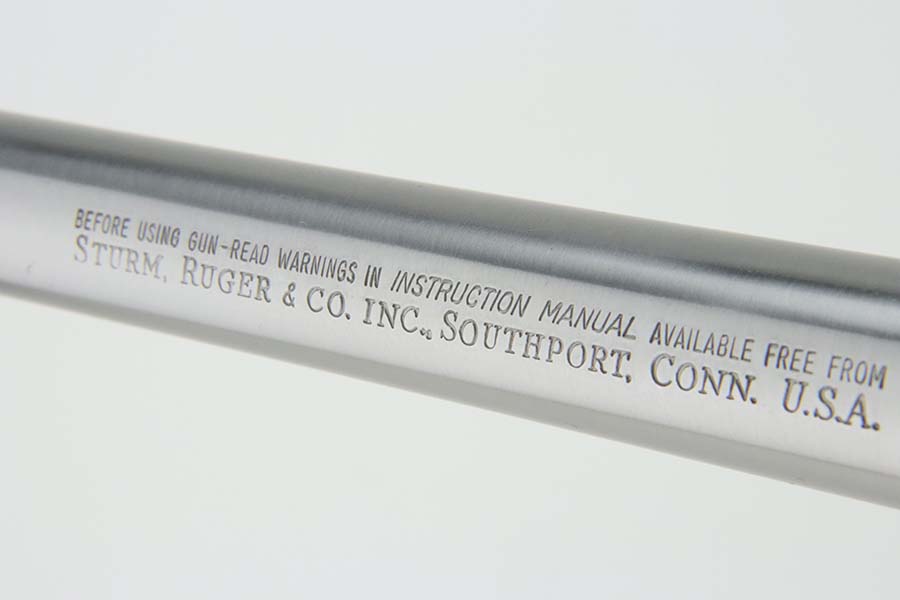 BEFORE USING GUN-READ WARNINGS IN INSTRUCTION MANUAL AVAILABLE FREE FROM
STURM, RUGER & CO. INC., SOUTHPORT, CONN. U.S.A.